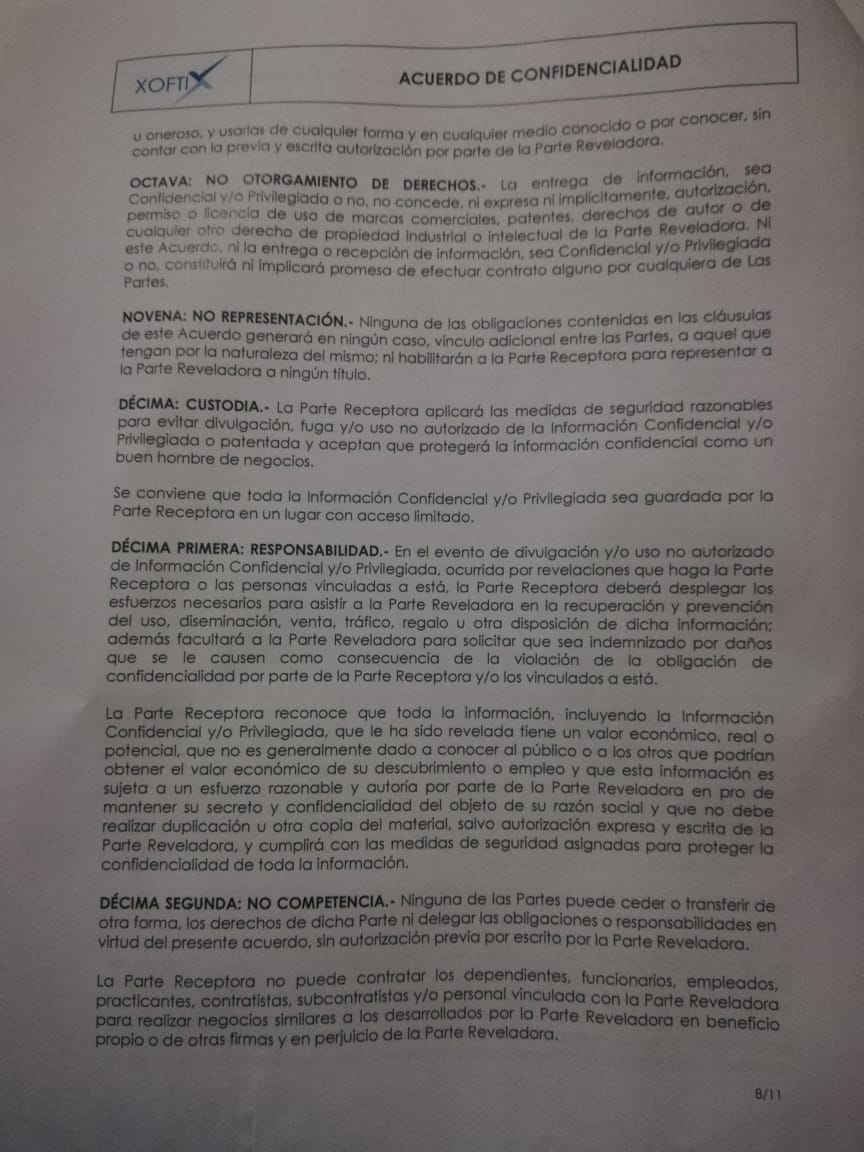 XOFTIX
ACUERDO DE CONFIDENCIALIDAD
u oneroso, y usarlas de cualquier forma y en cualquier medio conocido o por conocer, sin
contar con la previa y escrita autorización por parte de la Parte Reveladora.
OCTAVA: NO OTORGAMIENTO DE DERECHOS.- La entrega de información, sea
Confidencial y/o Privilegiada o no, no concede, ni expresa ni implícitamente, autorización,
permiso o licencia de uso de marcas comerciales, patentes, derechos de autor o de
cualquier otro derecho de propiedad industrial o intelectual de la Parte Reveladora. Ni
este Acuerdo, ni la entrega o recepción de información, sea Confidencial y/o Privilegiada
o no, constituirá ni implicará promesa de efectuar contrato alguno por cualquiera de Las
Partes.
NOVENA: NO REPRESENTACIÓN.- Ninguna de las obligaciones contenidas en las cláusulas
de este Acuerdo generará en ningún caso, vínculo adicional entre las Partes, a aquel que
tengan por la naturaleza del mismo; ni habilitarán a la Parte Receptora para representar a
la Parte Reveladora a ningún título.
DÉCIMA: CUSTODIA.- La Parte Receptora aplicará las medidas de seguridad razonables
para evitar divulgación, fuga y/o uso no autorizado de la Información Confidencial y/o
Privilegiada o patentada y aceptan que protegerá la información confidencial como un
buen hombre de negocios.
Se conviene que toda la Información Confidencial y/o Privilegiada sea guardada por la
Parte Receptora en un lugar con acceso limitado.
DÉCIMA PRIMERA: RESPONSABILIDAD.- En el evento de divulgación y/o uso no autorizado
de Información Confidencial y/o Privilegiada, ocurrida por revelaciones que haga la Parte
Receptora o las personas vinculadas a está, la Parte Receptora deberá desplegar los
esfuerzos necesarios para asistir a la Parte Reveladora en la recuperación y prevención
del uso, diseminación, venta, tráfico, regalo u otra disposición de dicha información;
además facultará a la Parte Reveladora para solicitar que sea indemnizado por daños
que se le causen como consecuencia de la violación de la obligación de
confidencialidad por parte de la Parte Receptora y/o los vinculados a está.
La Parte Receptora reconoce que toda la información, incluyendo la Información
Confidencial y/o Privilegiada, que le ha sido revelada tiene un valor económico, real o
potencial, que no es generalmente dado a conocer al público o a los otros que podrían
obtener el valor económico de su descubrimiento o empleo y que esta información es
sujeta a un esfuerzo razonable y autoría por parte de la Parte Reveladora en pro de
mantener su secreto y confidencialidad del objeto de su razón social y que no debe
realizar duplicación u otra copia del material, salvo autorización expresa y escrita de la
Parte Reveladora, y cumplirá con las medidas de seguridad asignadas para proteger la
confidencialidad de toda la información.
DÉCIMA SEGUNDA: NO COMPETENCIA.- Ninguna de las Partes puede ceder o transferir de
otra forma, los derechos de dicha Parte ni delegar las obligaciones o responsabilidades en
virtud del presente acuerdo, sin autorización previa por escrito por la Parte Reveladora.
La Parte Receptora no puede contratar los dependientes, funcionarios, empleados,
practicantes, contratistas, subcontratistas y/o personal vinculada con la Parte Reveladora
para realizar negocios similares a los desarrollados por la Parte Reveladora en beneficio
propio o de otras firmas y en perjuicio de la Parte Reveladora.
8/11